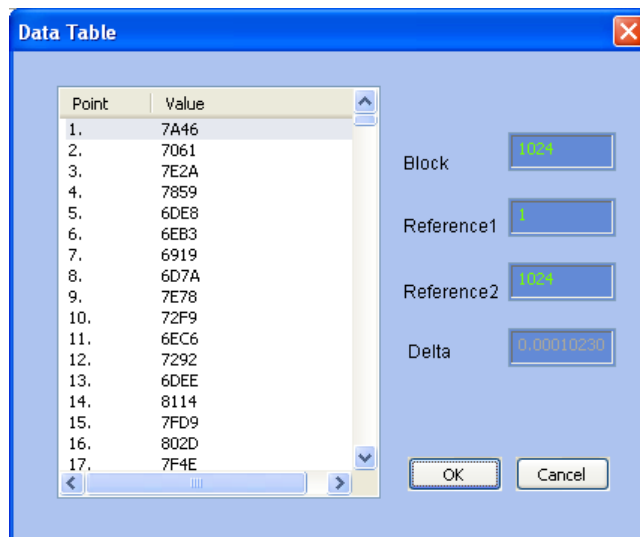 Data Table
Point Value
1. 7A46
2. 7061
3. 7E2A
4. 7859
5. 6DE8
6. 6EB3
7. 6919
8. 6D7A
9. 7E78
10. 72F9
11. 6EC6
12. 7292
13. 6DEE
14. 8114
15. 7FD9
16. 802D
17. 7F4E
Block 1024
Reference1 1
Reference2 1024
Delta 0.00010230
OK Cancel